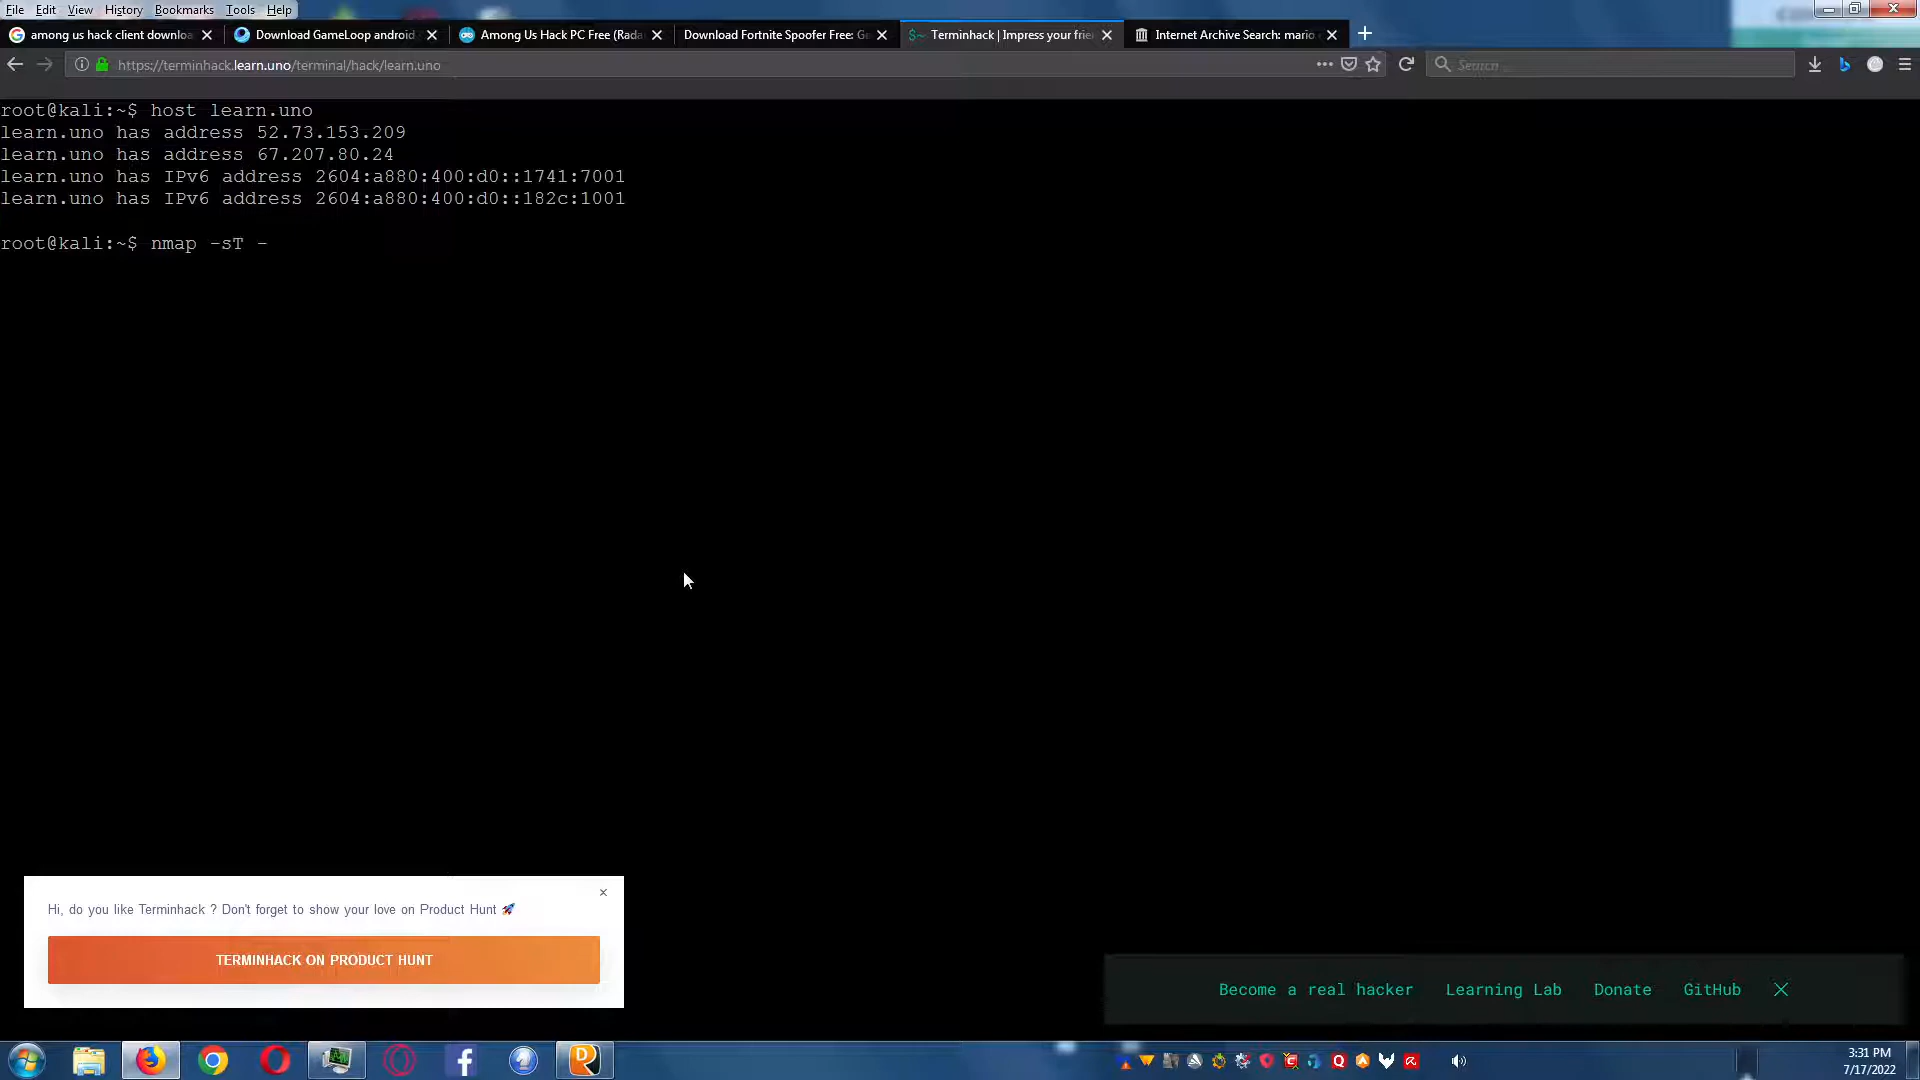 File Edit View History Bookmarks Tools Help
among us hack client downloa
Download GameLoop android
Among Us Hack PC Free (Rada
Download Fortnite Spoofer Free: G
Terminhack | Impress your frie
Internet Archive Search: mario
https://terminhack.learn.uno/terminal/hack/learn.uno
Search
root@kali:~$ host learn.uno
learn.uno has address 52.73.153.209
learn.uno has address 67.207.80.24
learn.uno has IPv6 address 2604:a880:400:d0::1741:7001
learn.uno has IPv6 address 2604:a880:400:d0::182c:1001
root@kali:~$ nmap -sT -
Hi, do you like Terminhack ? Don't forget to show your love on Product Hunt 🚀
TERMINHACK ON PRODUCT HUNT
Become a real hacker Learning Lab Donate GitHub
3:31 PM
7/17/2022